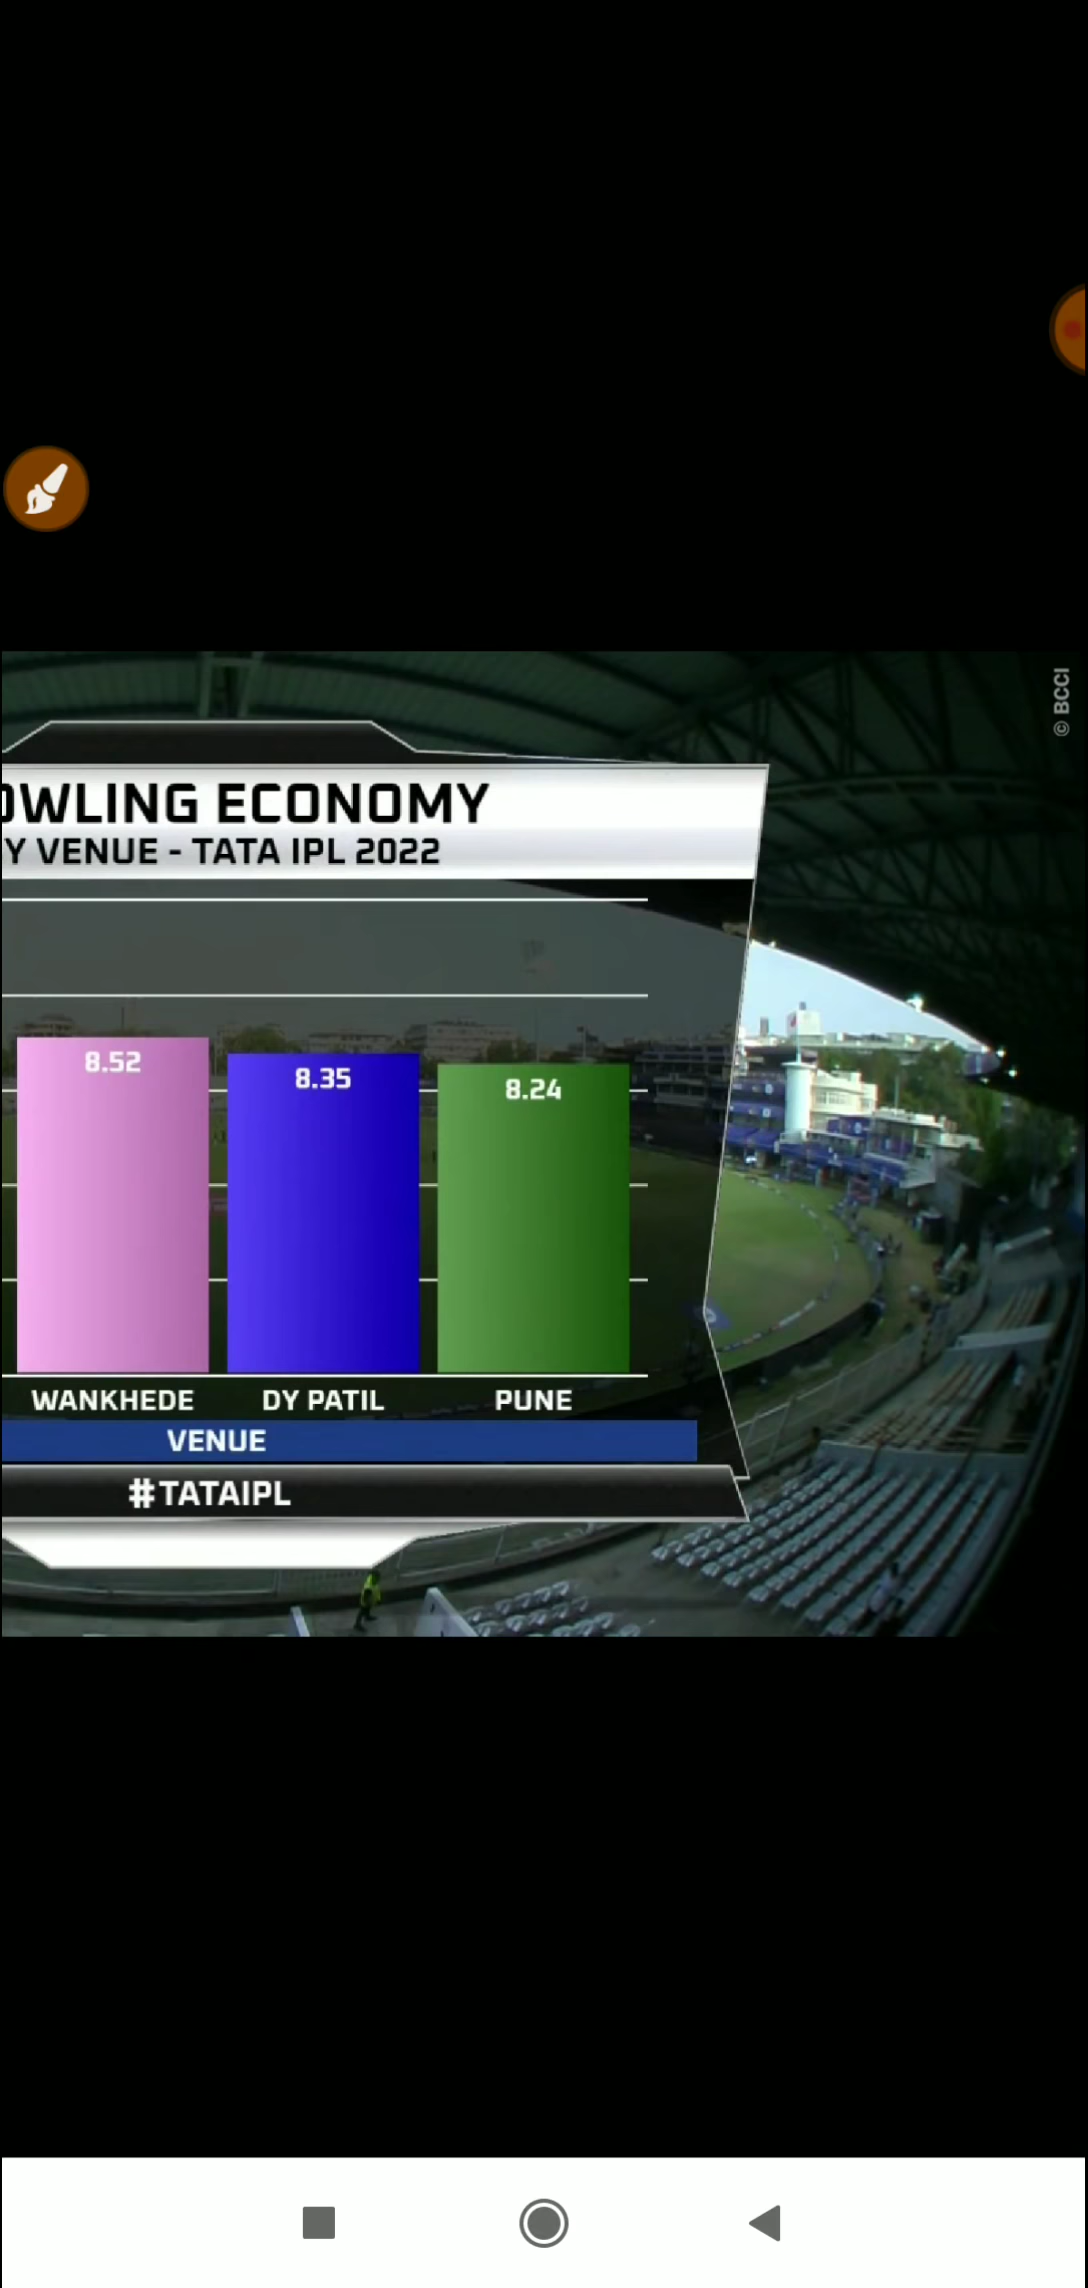 © BCCI
OWLING ECONOMY
Y VENUE - TATA IPL 2022
8.52
8.35
8.24
WANKHEDE
DY PATIL
PUNE
VENUE
#TATAIPL